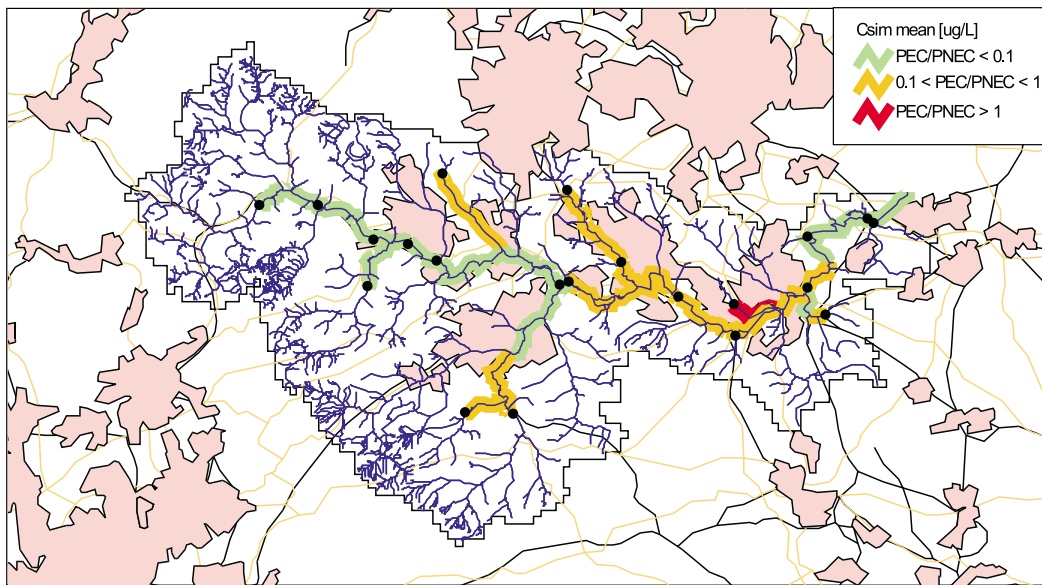 Csim mean [ug/L]
PEC/PNEC < 0.1
0.1 < PEC/PNEC < 1
PEC/PNEC > 1